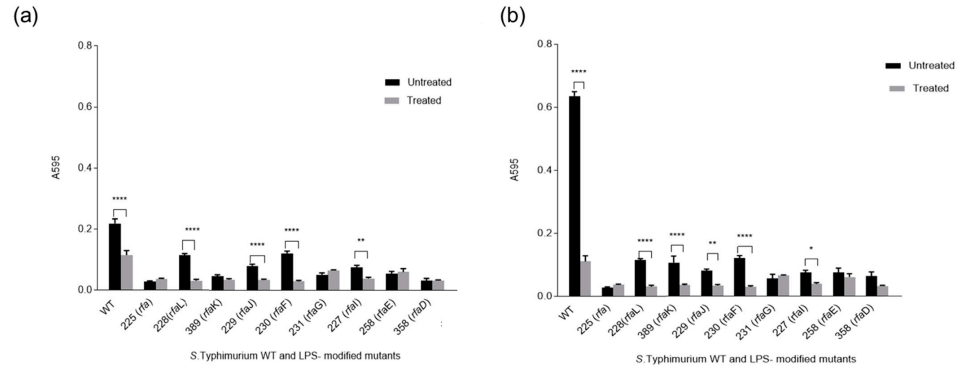 (a)
0.8
0.6
0.4
0.2
0.0
A595
Untreated
Treated
****
****
****
****
**
WT
225 (rfa)
228(rfaL)
389 (rfaK)
229 (rfaJ)
230 (rfaF)
231 (rfaG)
227 (rfaI)
258 (rfaE)
358 (rfaD)
S.Typhimurium WT and LPS- modified mutants
(b)
0.8
0.6
0.4
0.2
0.0
A595
Untreated
Treated
****
****
****
**
****
*
WT
225 (rfa)
228(rfaL)
389 (rfaK)
229 (rfaJ)
230 (rfaF)
231 (rfaG)
227 (rfaI)
258 (rfaE)
358 (rfaD)
S.Typhimurium WT and LPS- modified mutants